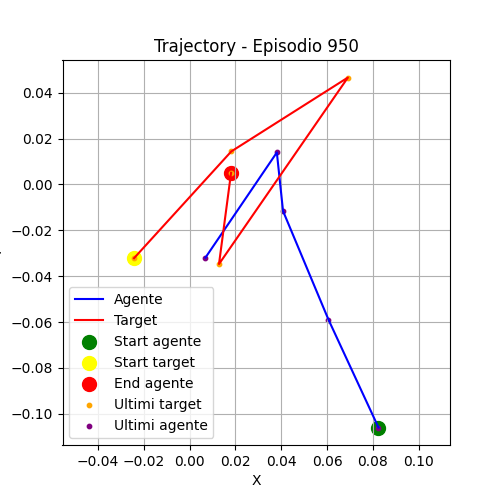 Trajectory - Episodio 950
0.04
0.02
0.00
−0.02
−0.04
−0.06
−0.08
−0.10
Agente
Target
Start agente
Start target
End agente
Ultimi target
Ultimi agente
−0.04 −0.02 0.00 0.02 0.04 0.06 0.08 0.10
X